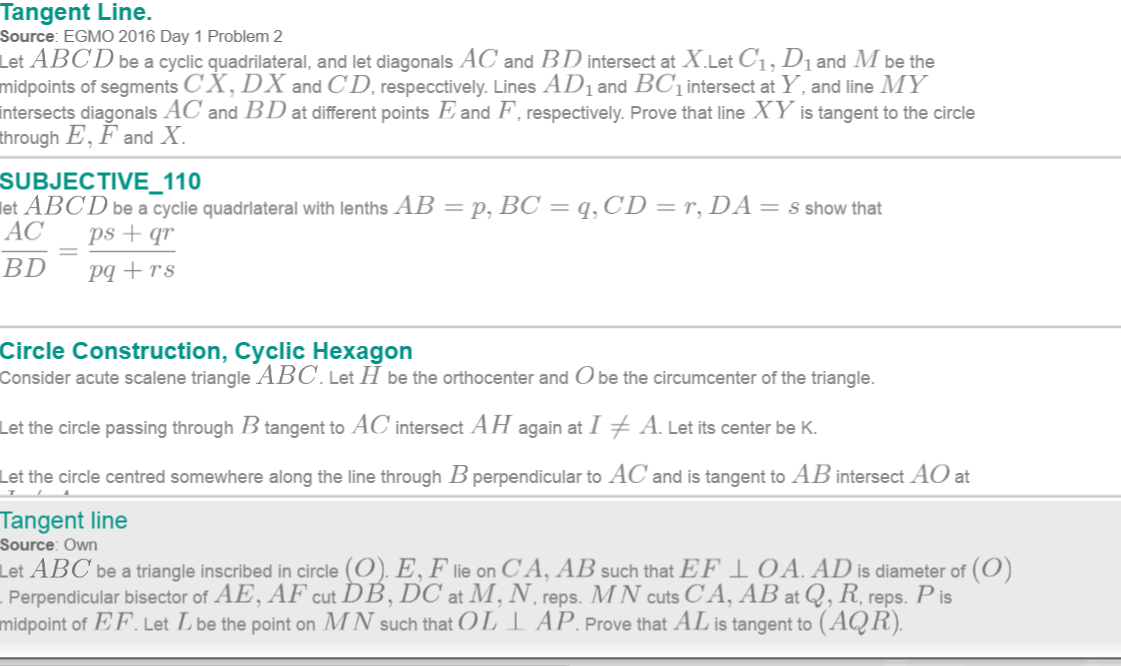 Tangent Line.
Source: EGMO 2016 Day 1 Problem 2
Let ABCD be a cyclic quadrilateral, and let diagonals AC and BD intersect at X.Let C₁, D₁ and M be the
midpoints of segments CX, DX and CD, respecctively. Lines AD₁ and BC₁ intersect at Y, and line MY
intersects diagonals AC and BD at different points E and F, respectively. Prove that line XY is tangent to the circle
through E, F and X.
SUBJECTIVE_110
let ABCD be a cyclie quadrlateral with lenths AB = p, BC = q, CD = r, DA = s show that
AC/BD = (ps + qr)/(pq + rs)
Circle Construction, Cyclic Hexagon
Consider acute scalene triangle ABC. Let H be the orthocenter and O be the circumcenter of the triangle.
Let the circle passing through B tangent to AC intersect AH again at I ≠ A. Let its center be K.
Let the circle centred somewhere along the line through B perpendicular to AC and is tangent to AB intersect AO at
Tangent line
Source: Own
Let ABC be a triangle inscribed in circle (O). E, F lie on CA, AB such that EF ⊥ OA. AD is diameter of (O)
. Perpendicular bisector of AE, AF cut DB, DC at M, N, reps. MN cuts CA, AB at Q, R, reps. P is
midpoint of EF. Let L be the point on MN such that OL ⊥ AP. Prove that AL is tangent to (AQR).